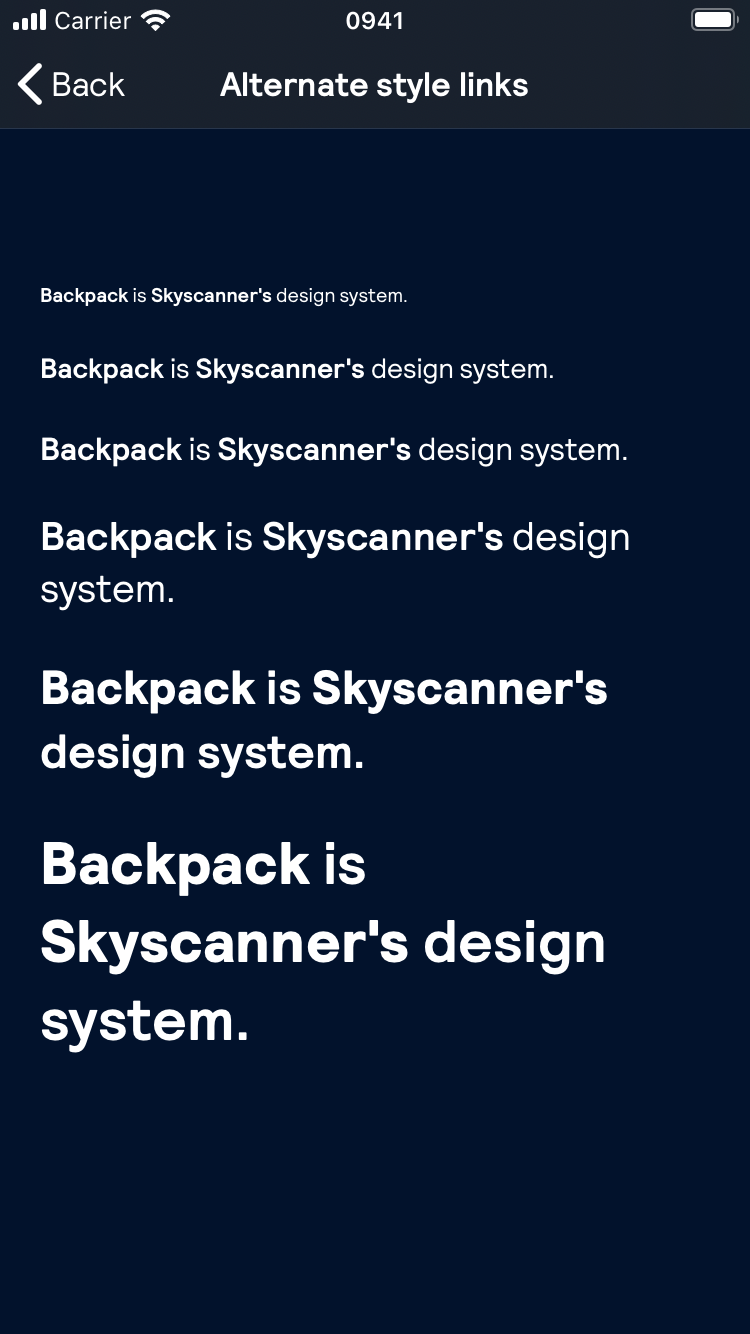 Carrier 0941
Back Alternate style links
Backpack is Skyscanner's design system.
Backpack is Skyscanner's design system.
Backpack is Skyscanner's design system.
Backpack is Skyscanner's design
system.
Backpack is Skyscanner's
design system.
Backpack is
Skyscanner's design
system.